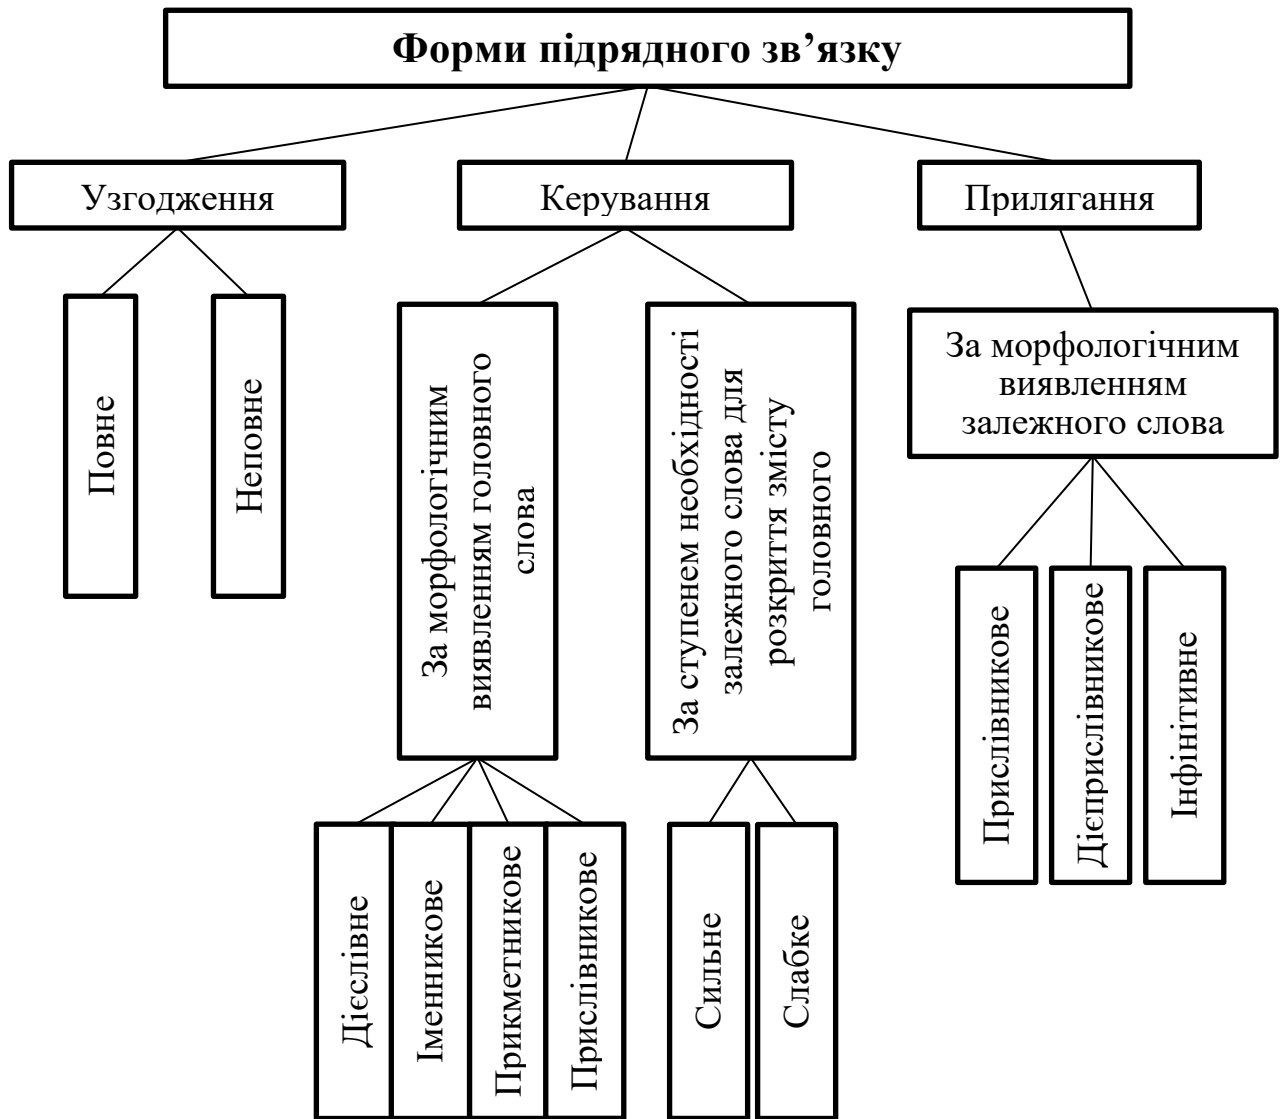 Форми підрядного зв’язку
Узгодження
Керування
Прилягання
Повне
Неповне
За морфологічним
виявленням головного
слова
За ступенем необхідності
залежного слова для
розкриття змісту
головного
За морфологічним
виявленням
залежного слова
Дієслівне
Іменникове
Прикметникове
Прислівникове
Сильне
Слабке
Прислівникове
Дієприслівникове
Інфінітивне